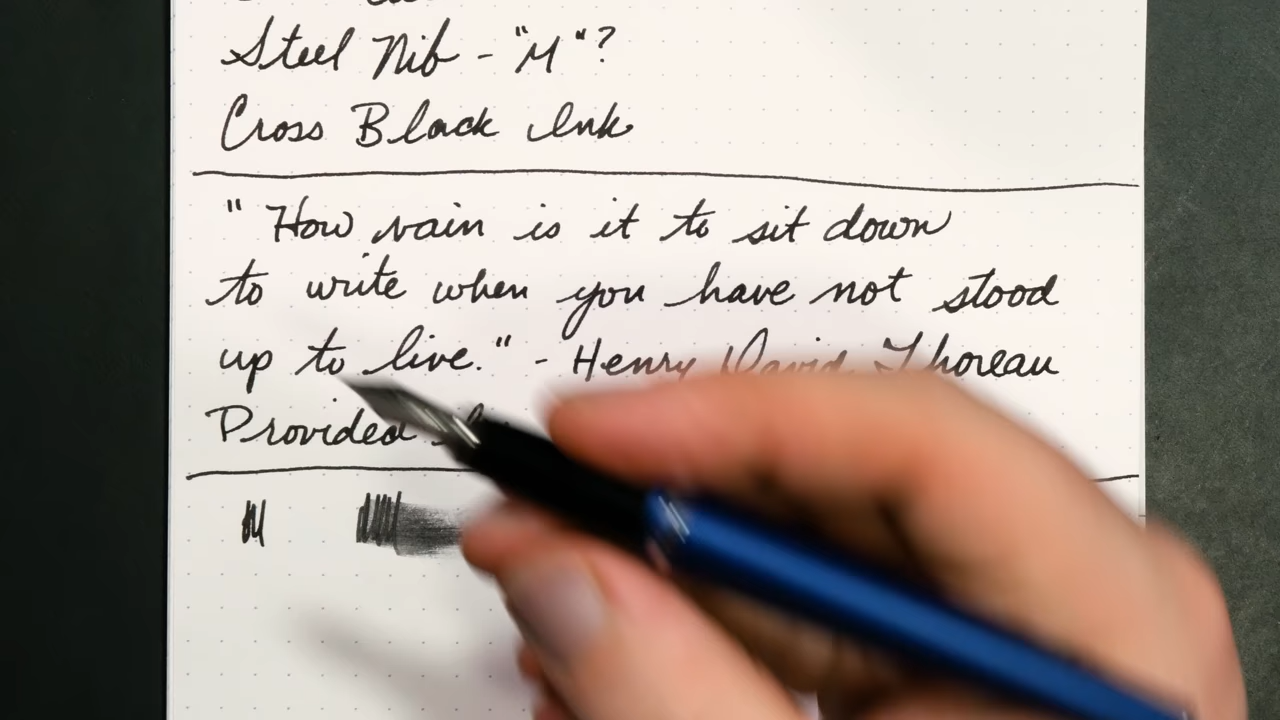 Steel Nib - "M"?
Cross Black Ink
"How vain is it to sit down
to write when you have not stood
up to live." - Henry David Thoreau
Provided